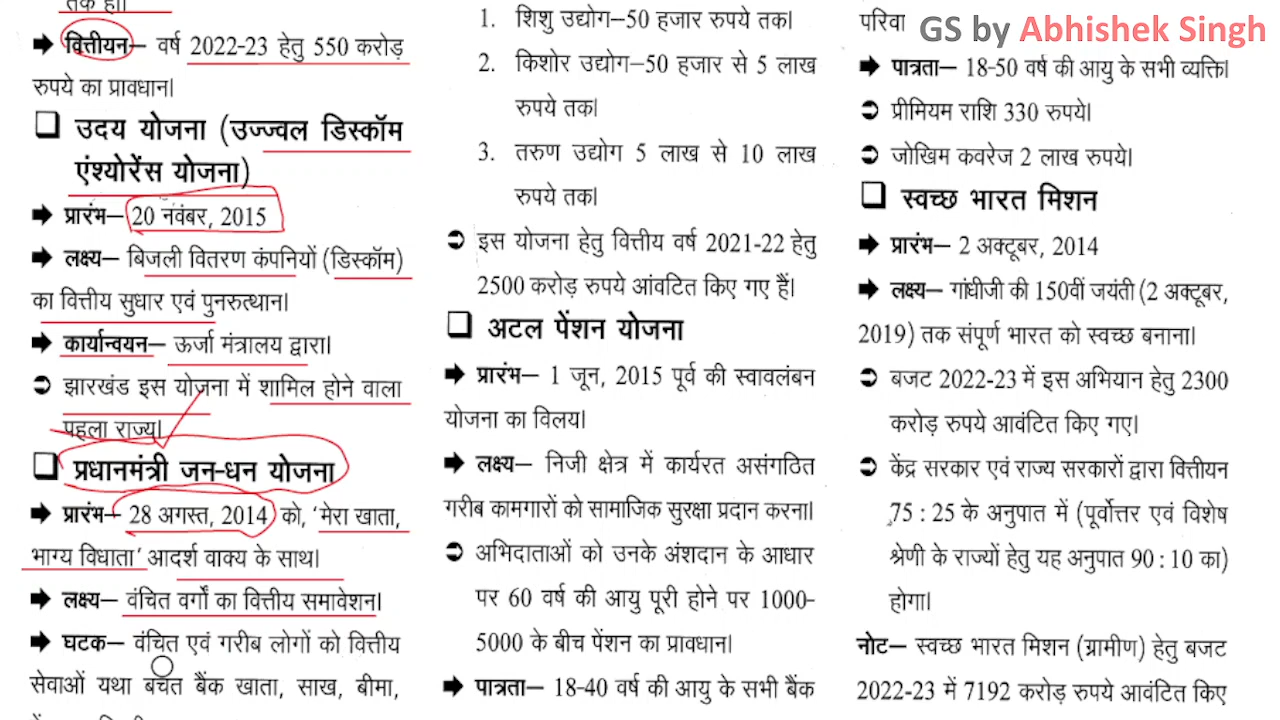 तक हो।
➡ वित्तीयन– वर्ष 2022-23 हेतु 550 करोड़
रुपये का प्रावधान।
❑ उदय योजना (उज्ज्वल डिस्कॉम
एंश्योरेंस योजना)
➡ प्रारंभ– 20 नवंबर, 2015
➡ लक्ष्य– बिजली वितरण कंपनियों (डिस्कॉम)
का वित्तीय सुधार एवं पुनरुत्थान।
➡ कार्यान्वयन– ऊर्जा मंत्रालय द्वारा।
➲ झारखंड इस योजना में शामिल होने वाला
पहला राज्य।
❑ प्रधानमंत्री जन-धन योजना
➡ प्रारंभ– 28 अगस्त, 2014 को, 'मेरा खाता,
भाग्य विधाता' आदर्श वाक्य के साथ।
➡ लक्ष्य– वंचित वर्गों का वित्तीय समावेशन।
➡ घटक– वंचित एवं गरीब लोगों को वित्तीय
सेवाओं यथा बचत बैंक खाता, साख, बीमा,
1. शिशु उद्योग–50 हजार रुपये तक।
2. किशोर उद्योग–50 हजार से 5 लाख
रुपये तक।
3. तरुण उद्योग 5 लाख से 10 लाख
रुपये तक।
➲ इस योजना हेतु वित्तीय वर्ष 2021-22 हेतु
2500 करोड़ रुपये आंवटित किए गए हैं।
❑ अटल पेंशन योजना
➡ प्रारंभ– 1 जून, 2015 पूर्व की स्वावलंबन
योजना का विलय।
➡ लक्ष्य– निजी क्षेत्र में कार्यरत असंगठित
गरीब कामगारों को सामाजिक सुरक्षा प्रदान करना।
➲ अभिदाताओं को उनके अंशदान के आधार
पर 60 वर्ष की आयु पूरी होने पर 1000-
5000 के बीच पेंशन का प्रावधान।
➡ पात्रता– 18-40 वर्ष की आयु के सभी बैंक
परिवा
GS by Abhishek Singh
➡ पात्रता– 18-50 वर्ष की आयु के सभी व्यक्ति।
➲ प्रीमियम राशि 330 रुपये।
➲ जोखिम कवरेज 2 लाख रुपये।
❑ स्वच्छ भारत मिशन
➡ प्रारंभ– 2 अक्टूबर, 2014
➡ लक्ष्य– गांधीजी की 150वीं जयंती (2 अक्टूबर,
2019) तक संपूर्ण भारत को स्वच्छ बनाना।
➲ बजट 2022-23 में इस अभियान हेतु 2300
करोड़ रुपये आवंटित किए गए।
➲ केंद्र सरकार एवं राज्य सरकारों द्वारा वित्तीयन
75 : 25 के अनुपात में (पूर्वोत्तर एवं विशेष
श्रेणी के राज्यों हेतु यह अनुपात 90 : 10 का)
होगा।
नोट– स्वच्छ भारत मिशन (ग्रामीण) हेतु बजट
2022-23 में 7192 करोड़ रुपये आवंटित किए